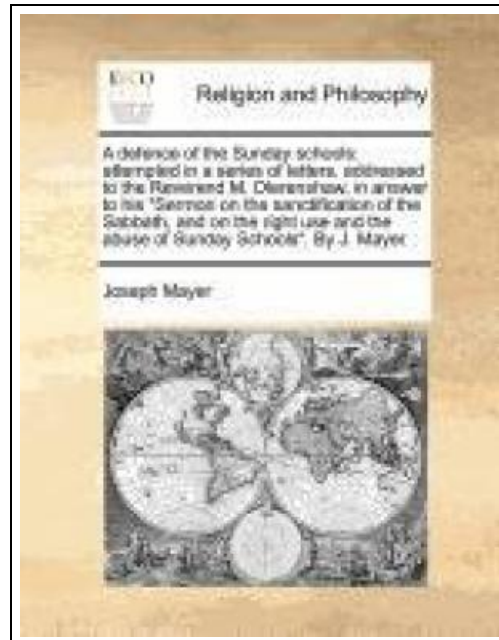 ECCO
Religion and Philosophy
A defence of the Sunday schools:
attempted in a series of letters, addressed
to the Reverend M. Olerenshaw, in answer
to his "Sermon on the sanctification of the
Sabbath, and on the right use and the
abuse of Sunday Schools". By J. Mayer.
Joseph Mayer